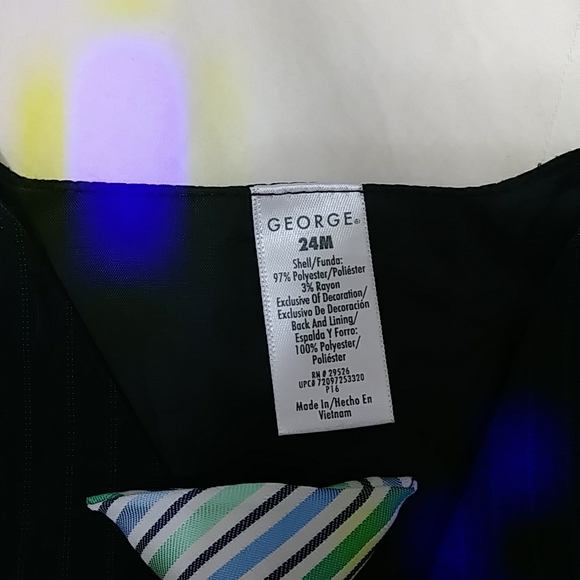 GEORGE®
24M
Shell/Funda:
97% Polyester/Poliéster
3% Rayon
Exclusive Of Decoration/
Exclusivo De Decoración
Back And Lining/
Espalda Y Forro:
100% Polyester/
Poliéster
RN# 29526
UPC# 72097253320
P16
Made In/Hecho En
Vietnam